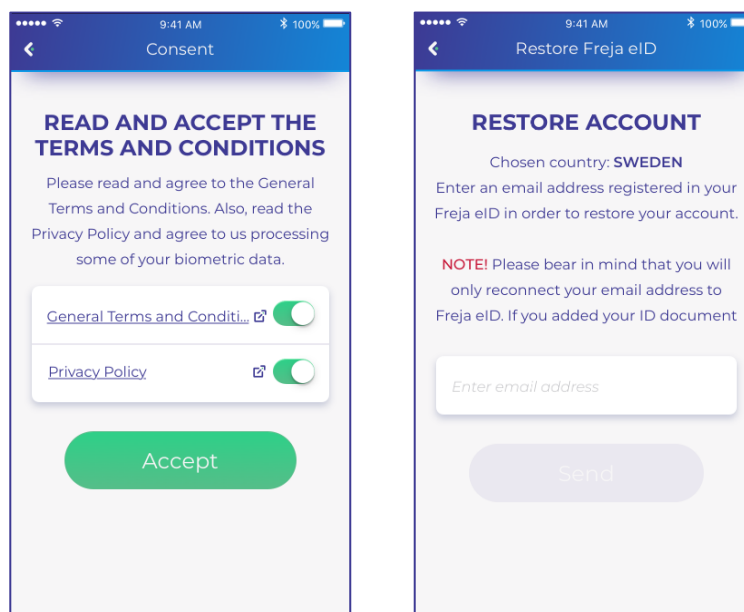 9:41 AM
100%
Consent
READ AND ACCEPT THE
TERMS AND CONDITIONS
Please read and agree to the General
Terms and Conditions. Also, read the
Privacy Policy and agree to us processing
some of your biometric data.
General Terms and Conditi...
Privacy Policy
Accept
9:41 AM
100%
Restore Freja eID
RESTORE ACCOUNT
Chosen country: SWEDEN
Enter an email address registered in your
Freja eID in order to restore your account.
NOTE! Please bear in mind that you will
only reconnect your email address to
Freja eID. If you added your ID document
Enter email address
Send